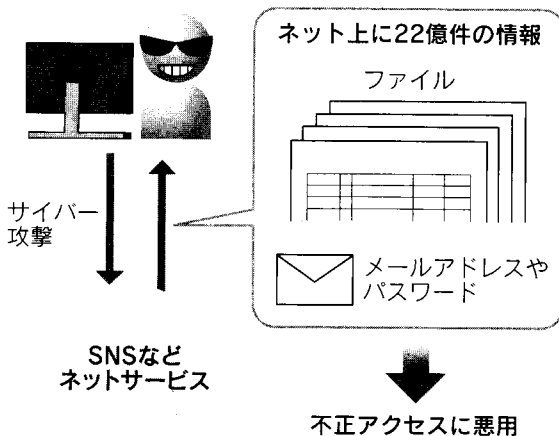 ネット上に22億件の情報
ファイル
サイバー
攻撃
メールアドレスや
パスワード
SNSなど
ネットサービス
不正アクセスに悪用